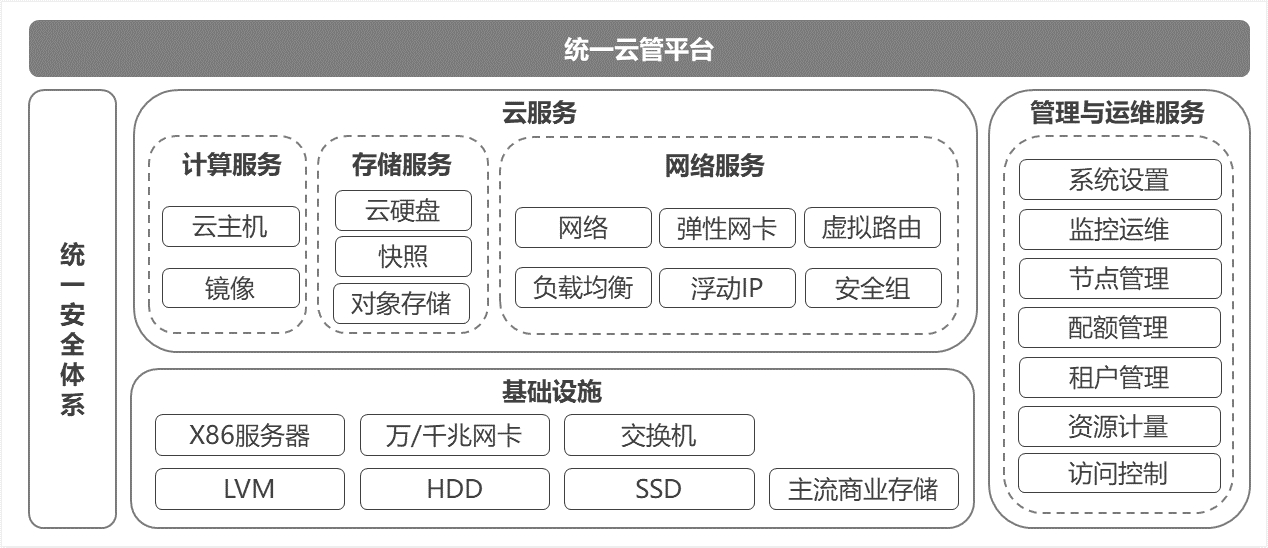 统一云管平台
统一安全体系
云服务
计算服务
云主机
镜像
存储服务
云硬盘
快照
对象存储
网络服务
网络
弹性网卡
虚拟路由
负载均衡
浮动IP
安全组
基础设施
X86服务器
万/千兆网卡
交换机
LVM
HDD
SSD
主流商业存储
管理与运维服务
系统设置
监控运维
节点管理
配额管理
租户管理
资源计量
访问控制